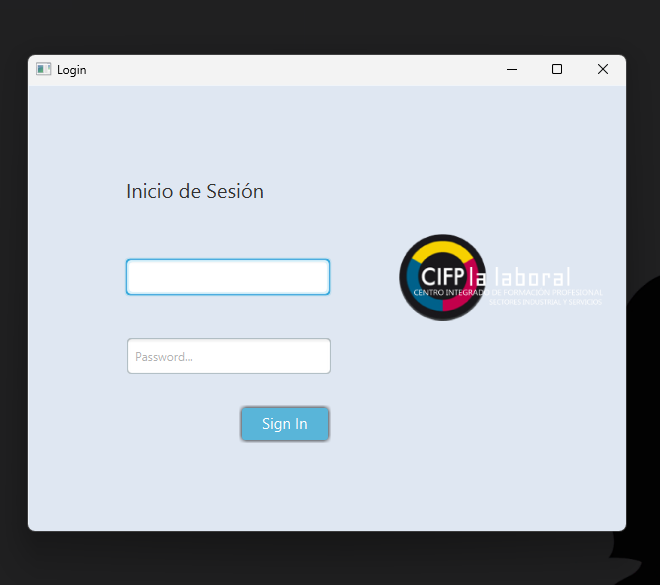 Login
Inicio de Sesión
CIFP la laboral
CENTRO INTEGRADO DE FORMACIÓN PROFESIONAL
SECTORES INDUSTRIAL Y SERVICIOS
Password...
Sign In